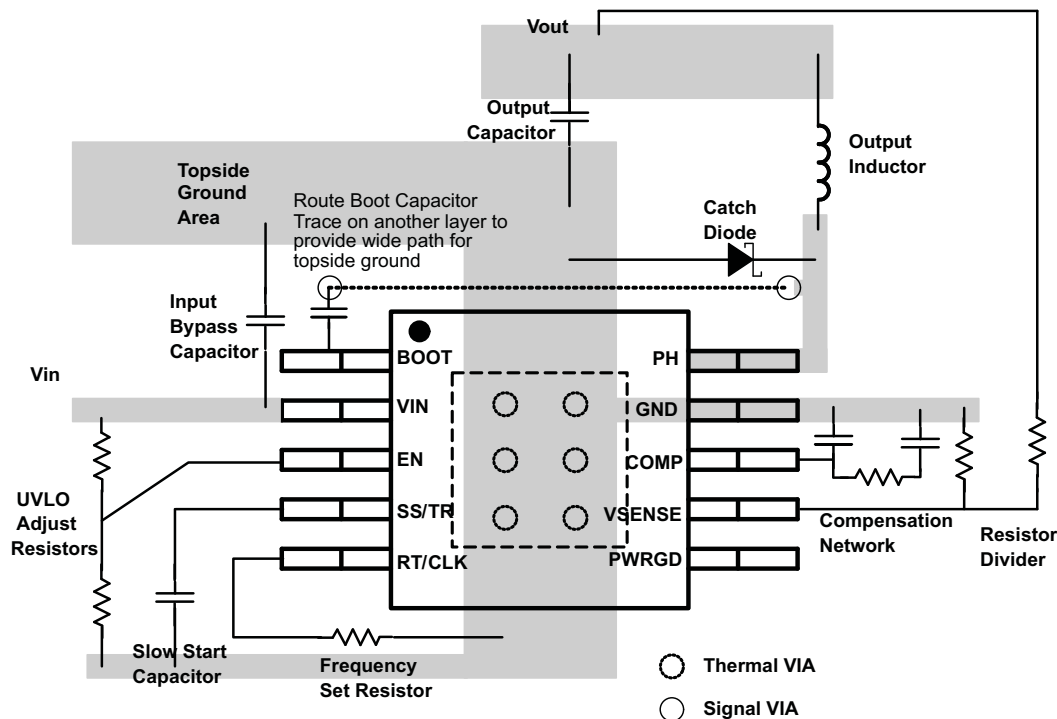 Vout
Output
Capacitor
Output
Inductor
Topside
Ground
Area
Route Boot Capacitor
Trace on another layer to
provide wide path for
topside ground
Catch
Diode
Input
Bypass
Capacitor
Vin
BOOT
VIN
EN
SS/TR
RT/CLK
PH
GND
COMP
VSENSE
PWRGD
UVLO
Adjust
Resistors
Compensation
Network
Resistor
Divider
Slow Start
Capacitor
Frequency
Set Resistor
Thermal VIA
Signal VIA